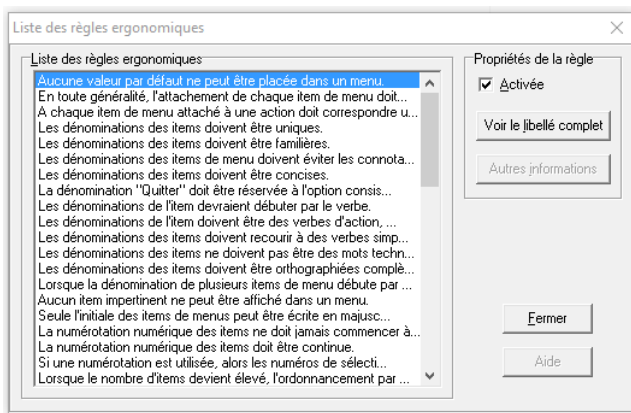 Liste des règles ergonomiques
Liste des règles ergonomiques
Aucune valeur par défaut ne peut être placée dans un menu.
En toute généralité, l'attachement de chaque item de menu doit...
A chaque item de menu attaché à une action doit correspondre u...
Les dénominations des items doivent être uniques.
Les dénominations des items doivent être familières.
Les dénominations des items de menu doivent éviter les connota...
Les dénominations des items doivent être concises.
La dénomination "Quitter" doit être réservée à l'option consis...
Les dénominations de l'item devraient débuter par le verbe.
Les dénominations de l'item doivent être des verbes d'action, ...
Les dénominations des items doivent recourir à des verbes simp...
Les dénominations des items ne doivent pas être des mots techn...
Les dénominations des items doivent être orthographiées complè...
Lorsque la dénomination de plusieurs items de menu débute par ...
Aucun item impertinent ne peut être affiché dans un menu.
Seule l'initiale des items de menus peut être écrite en majusc...
La numérotation numérique des items ne doit jamais commencer à...
La numérotation numérique des items doit être continue.
Si une numérotation est utilisée, alors les numéros de sélecti...
Lorsque le nombre d'items devient élevé, l'ordonnancement par ...
Propriétés de la règle
Activée
Voir le libellé complet
Autres informations
Fermer
Aide